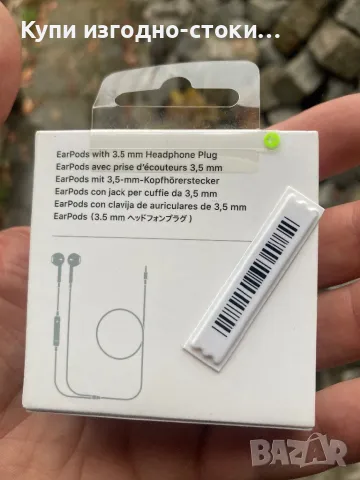 Купи изгодно-стоки...
EarPods with 3.5 mm Headphone Plug
EarPods avec prise d'écouteurs 3,5 mm
EarPods mit 3,5-mm-Kopfhörerstecker
EarPods con jack per cuffie da 3,5 mm
EarPods con clavija de auriculares de 3,5 mm
EarPods (3.5 mm ヘッドフォンプラグ)
BAZAR